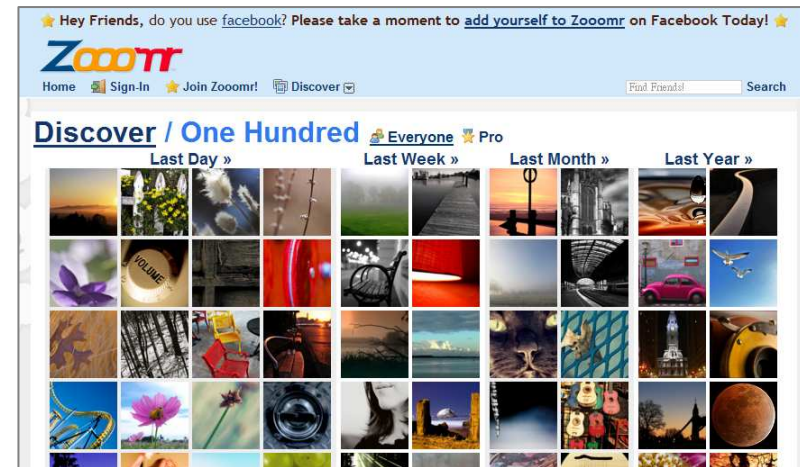 Hey Friends, do you use facebook? Please take a moment to add yourself to Zooomr on Facebook Today!
Zooomr
Home Sign-In Join Zooomr! Discover Find Friends! Search
Discover / One Hundred Everyone Pro
Last Day » Last Week » Last Month » Last Year »
VOLUME